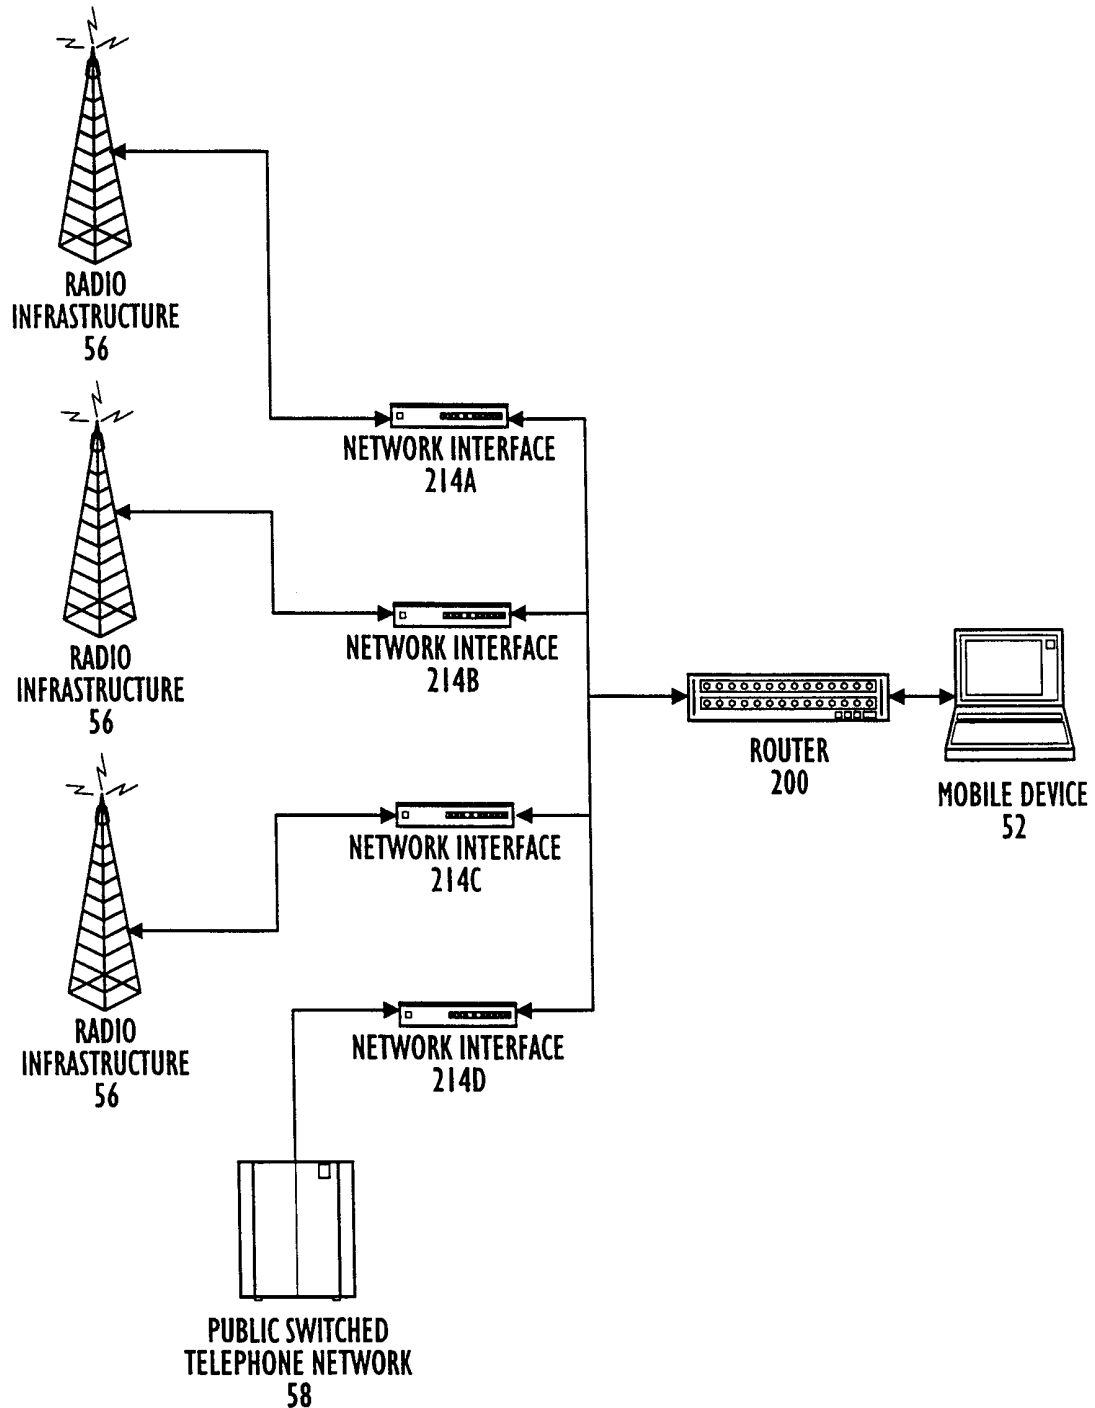 RADIO
INFRASTRUCTURE
56
NETWORK INTERFACE
214A
RADIO
INFRASTRUCTURE
56
NETWORK INTERFACE
214B
ROUTER
200
MOBILE DEVICE
52
NETWORK INTERFACE
214C
RADIO
INFRASTRUCTURE
56
NETWORK INTERFACE
214D
PUBLIC SWITCHED
TELEPHONE NETWORK
58